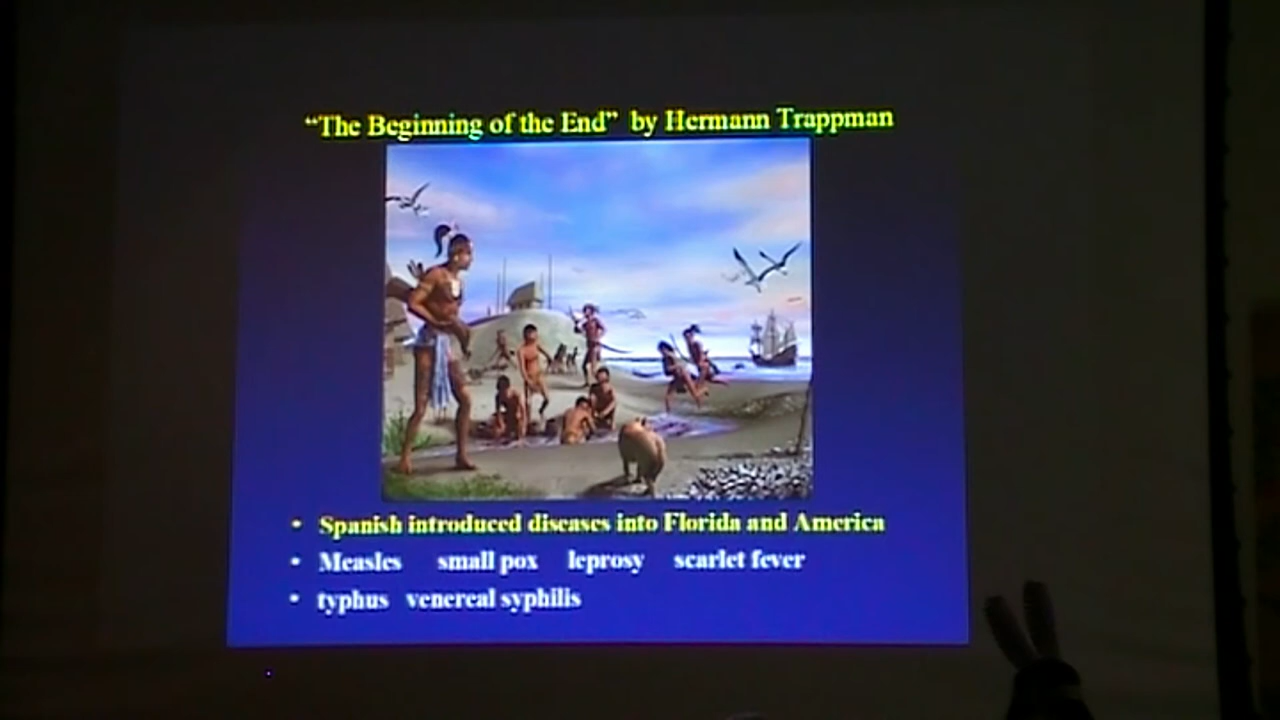 “The Beginning of the End” by Hermann Trappman
• Spanish introduced diseases into Florida and America
• Measles small pox leprosy scarlet fever
• typhus venereal syphilis